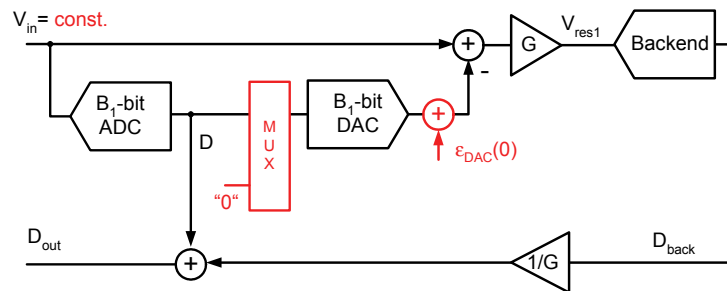 V_in= const.
+
G
V_res1
Backend
-
B_1-bit
ADC
D
M
U
X
B_1-bit
DAC
+
ε_DAC(0)
"0"
D_out
+
1/G
D_back